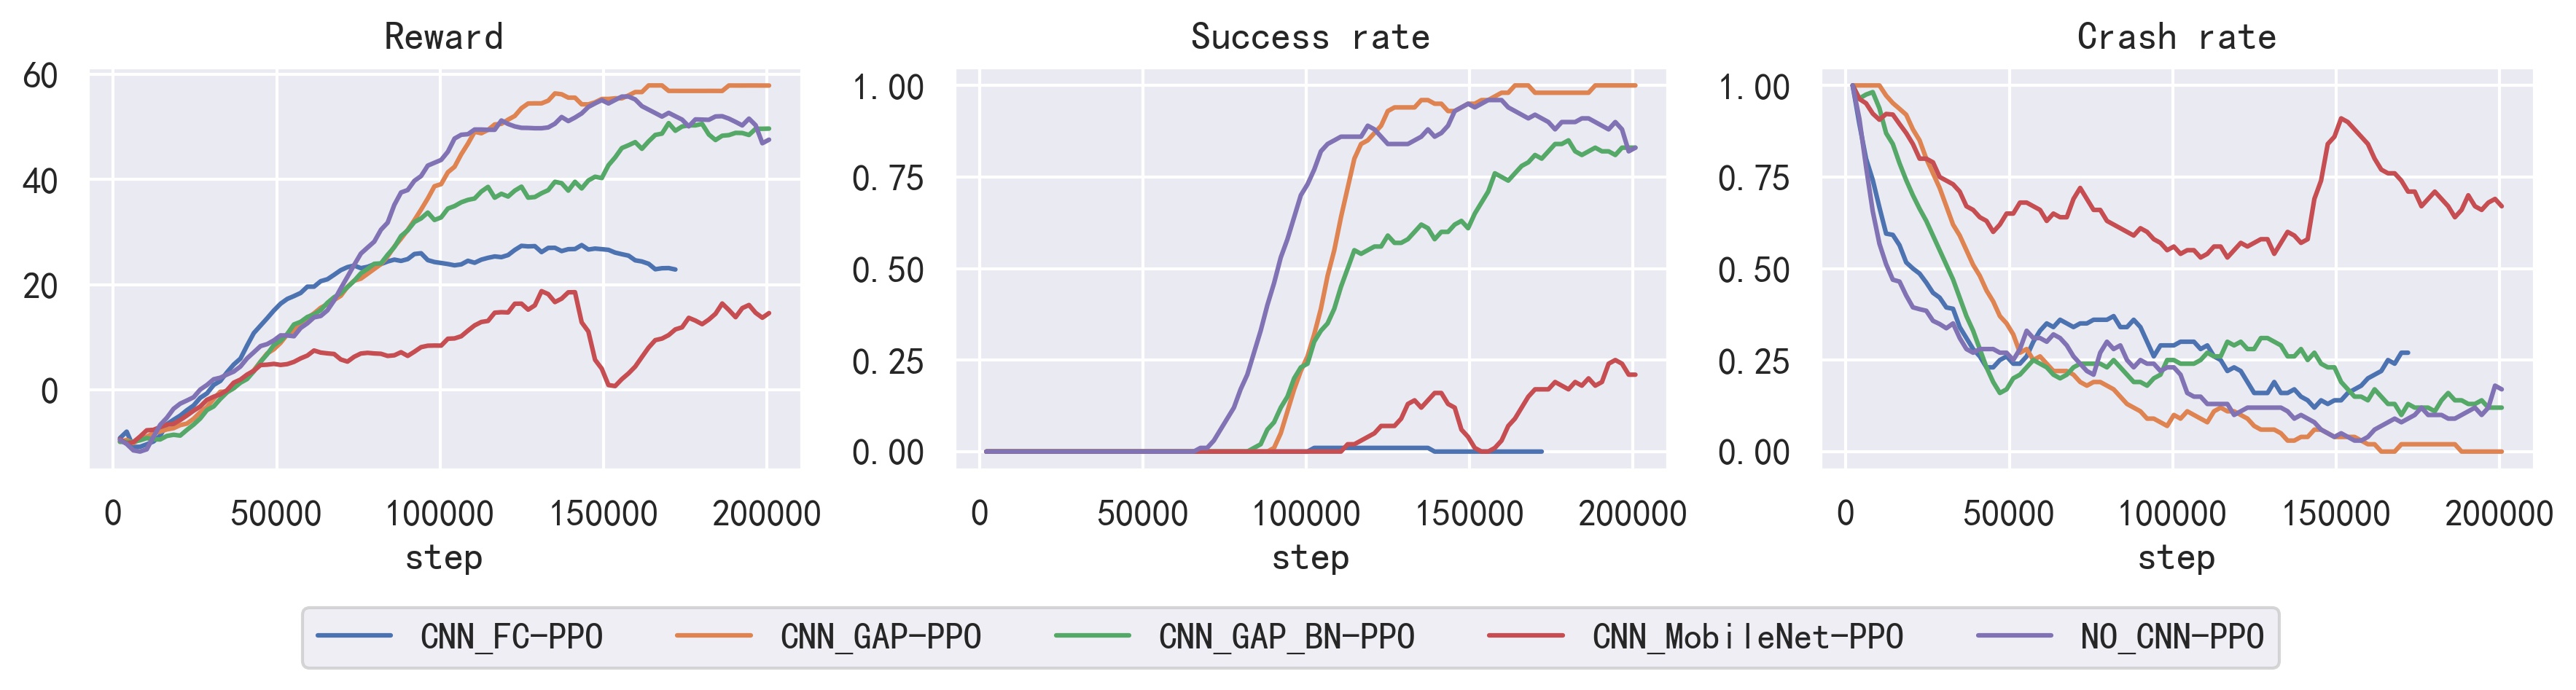 Reward
60
40
20
0
0 50000 100000 150000 200000
step
Success rate
1.00
0.75
0.50
0.25
0.00
0 50000 100000 150000 200000
step
Crash rate
1.00
0.75
0.50
0.25
0.00
0 50000 100000 150000 200000
step
CNN_FC-PPO CNN_GAP-PPO CNN_GAP_BN-PPO CNN_MobileNet-PPO NO_CNN-PPO